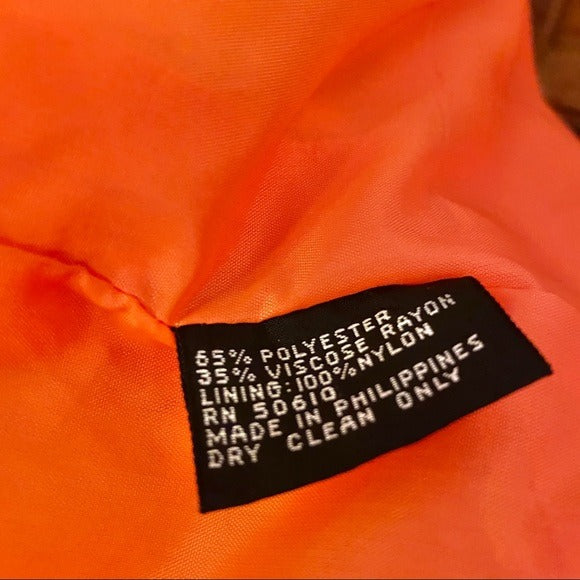 65% POLYESTER
35% VISCOSE RAYON
LINING: 100% NYLON
RN 50610
MADE IN PHILIPPINES
DRY CLEAN ONLY